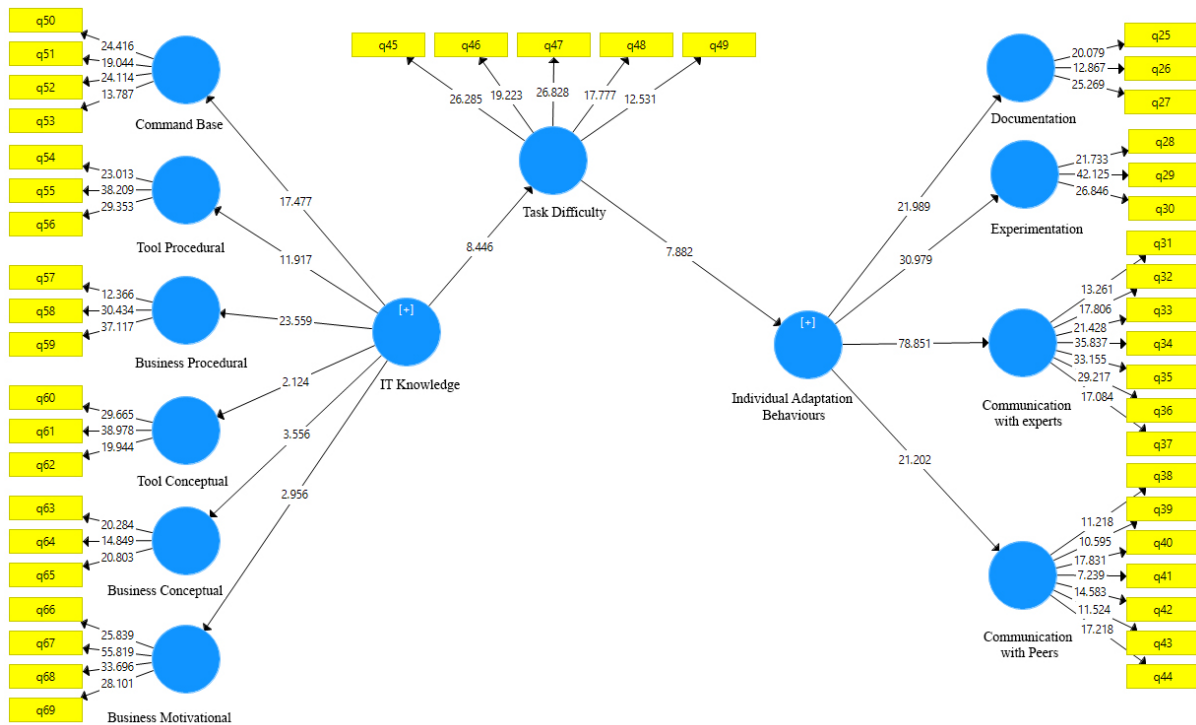 q50
q51
q52
q53
24.416
19.044
24.114
13.787
Command Base
q54
q55
q56
23.013
38.209
29.353
Tool Procedural
q57
q58
q59
12.366
30.434
37.117
Business Procedural
q60
q61
q62
29.665
38.978
19.944
Tool Conceptual
q63
q64
q65
20.284
14.849
20.803
Business Conceptual
q66
q67
q68
q69
25.839
55.819
33.696
28.101
Business Motivational
17.477
11.917
23.559
2.124
3.556
2.956
[+]
IT Knowledge
8.446
q45
q46
q47
q48
q49
26.285
19.223
26.828
17.777
12.531
Task Difficulty
7.882
[+]
Individual Adaptation
Behaviours
21.989
30.979
78.851
21.202
q25
q26
q27
20.079
12.867
25.269
Documentation
q28
q29
q30
21.733
42.125
26.846
Experimentation
q31
q32
q33
q34
q35
q36
q37
13.261
17.806
21.428
35.837
33.155
29.217
17.084
Communication
with experts
q38
q39
q40
q41
q42
q43
q44
11.218
10.595
17.831
7.239
14.583
11.524
17.218
Communication
with Peers